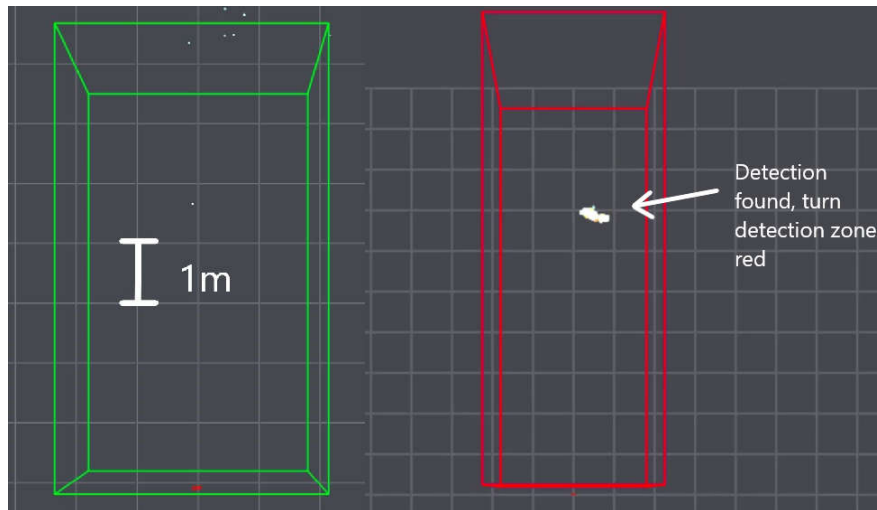 1m
Detection
found, turn
detection zone
red